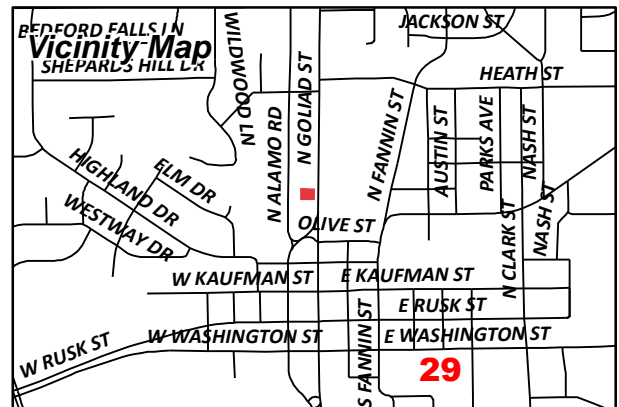 JACKSON ST
BEDFORD FALLS LN
Vicinity Map
SHEPARDS HILL DR
WILDWOOD LN
HEATH ST
N GOLIAD ST
N ALAMO RD
N FANNIN ST
AUSTIN ST
PARKS AVE
NASH ST
HIGHLAND DR
ELM DR
WESTWAY DR
OLIVE ST
N CLARK ST
NASH ST
W KAUFMAN ST
E KAUFMAN ST
E RUSK ST
W WASHINGTON ST
E WASHINGTON ST
W RUSK ST
S FANNIN ST
29